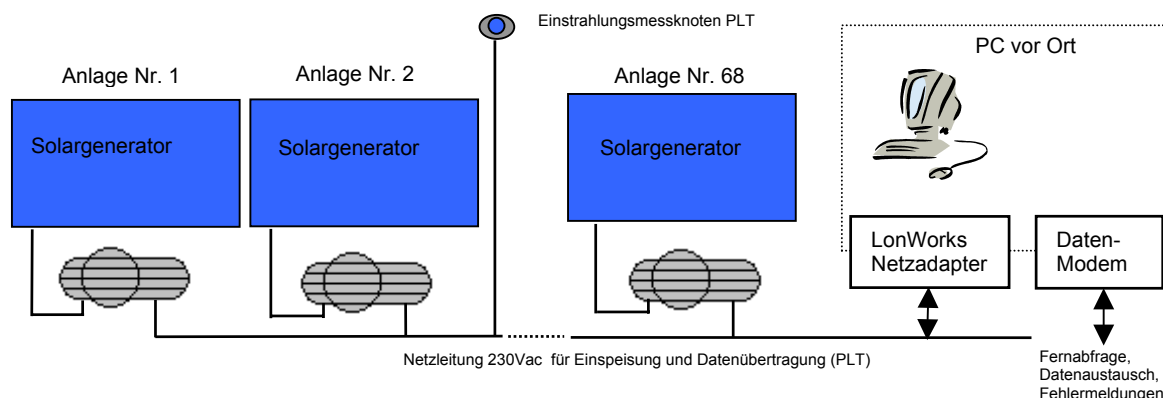 Einstrahlungsmessknoten PLT
PC vor Ort
Anlage Nr. 1
Anlage Nr. 2
Anlage Nr. 68
Solargenerator
Solargenerator
Solargenerator
LonWorks
Netzadapter
Daten-
Modem
Netzleitung 230Vac für Einspeisung und Datenübertragung (PLT)
Fernabfrage,
Datenaustausch,
Fehlermeldungen